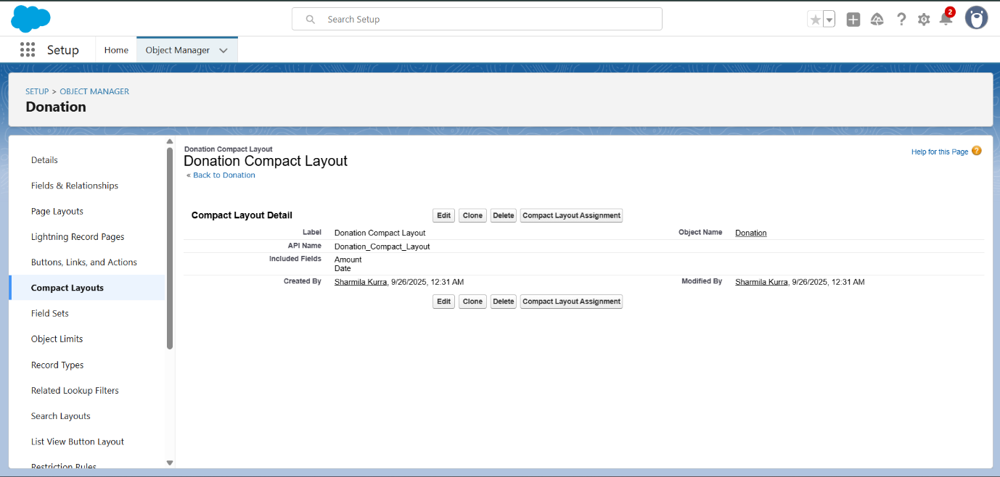 Search Setup
2
Setup
Home
Object Manager
SETUP > OBJECT MANAGER
Donation
Details
Fields & Relationships
Page Layouts
Lightning Record Pages
Buttons, Links, and Actions
Compact Layouts
Field Sets
Object Limits
Record Types
Related Lookup Filters
Search Layouts
List View Button Layout
Restriction Rules
Donation Compact Layout
Donation Compact Layout
« Back to Donation
Help for this Page ?
Compact Layout Detail Edit Clone Delete Compact Layout Assignment
Label Donation Compact Layout Object Name Donation
API Name Donation_Compact_Layout
Included Fields Amount
Date
Created By Sharmila Kurra, 9/26/2025, 12:31 AM Modified By Sharmila Kurra, 9/26/2025, 12:31 AM
Edit Clone Delete Compact Layout Assignment